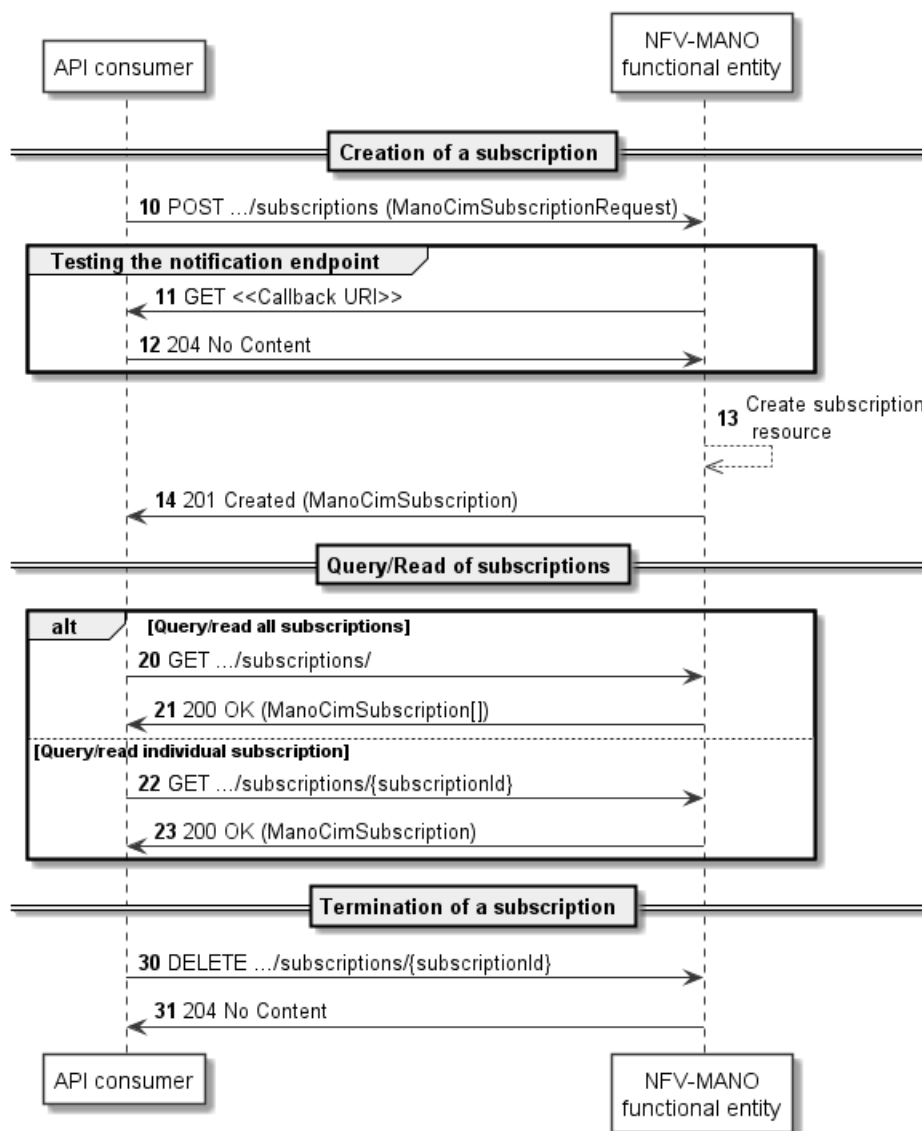 API consumer
NFV-MANO
functional entity
Creation of a subscription
10 POST .../subscriptions (ManoCimSubscriptionRequest)
Testing the notification endpoint
11 GET <<Callback URI>>
12 204 No Content
13 Create subscription
resource
14 201 Created (ManoCimSubscription)
Query/Read of subscriptions
alt [Query/read all subscriptions]
20 GET .../subscriptions/
21 200 OK (ManoCimSubscription[])
[Query/read individual subscription]
22 GET .../subscriptions/{subscriptionId}
23 200 OK (ManoCimSubscription)
Termination of a subscription
30 DELETE .../subscriptions/{subscriptionId}
31 204 No Content
API consumer
NFV-MANO
functional entity